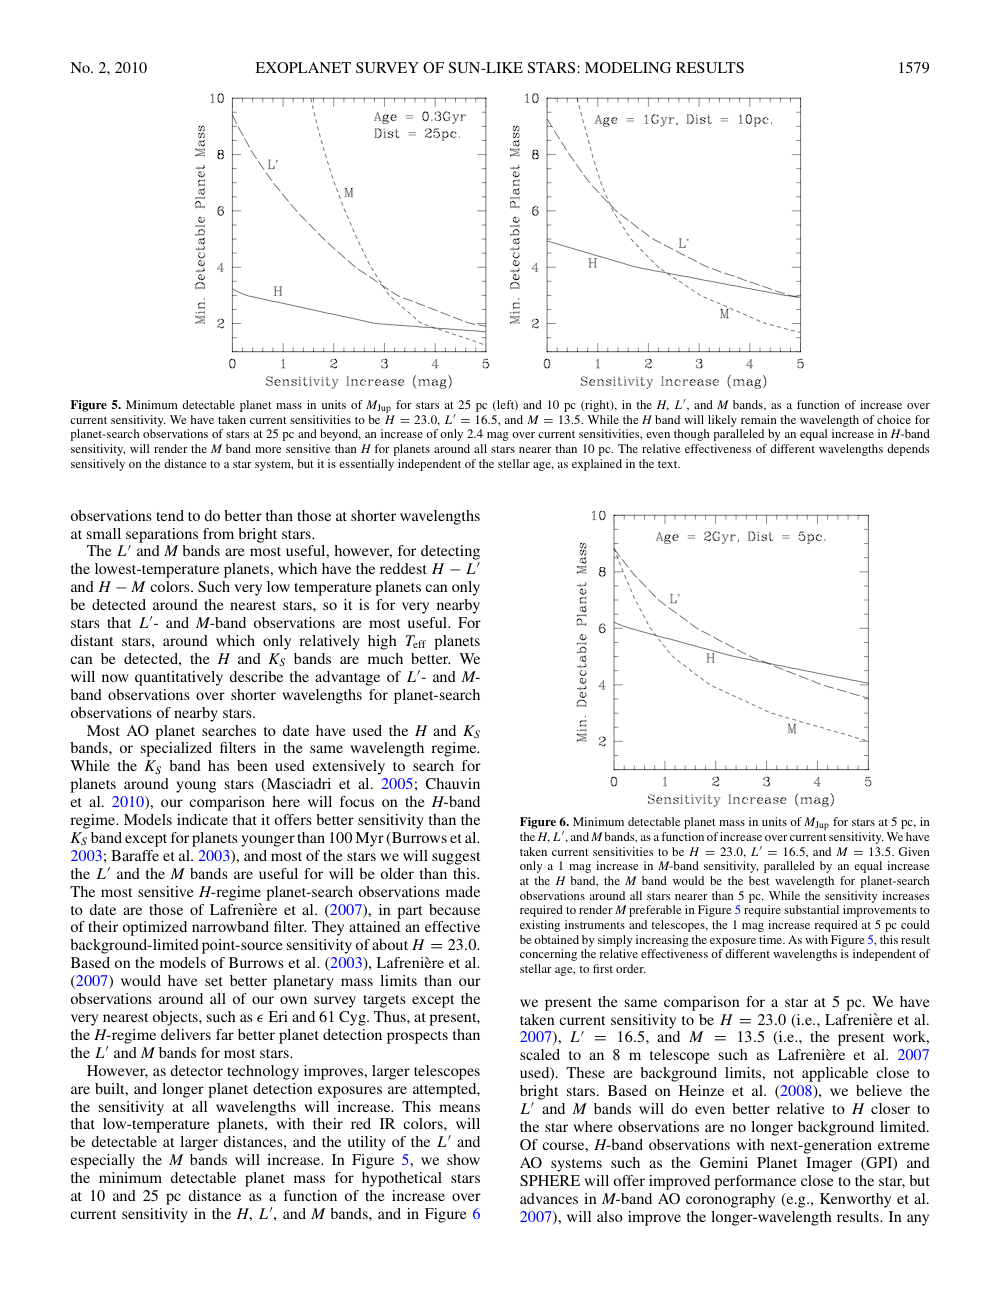 No. 2, 2010 EXOPLANET SURVEY OF SUN-LIKE STARS: MODELING RESULTS 1579
10
8
6
4
2
Min. Detectable Planet Mass
Age = 0.3Gyr
Dist = 25pc.
L′
M
H
0 1 2 3 4 5
Sensitivity Increase (mag)
10
8
6
4
2
Min. Detectable Planet Mass
Age = 1Gyr, Dist = 10pc.
L′
H
M
0 1 2 3 4 5
Sensitivity Increase (mag)
Figure 5. Minimum detectable planet mass in units of MJup for stars at 25 pc (left) and 10 pc (right), in the H, L′, and M bands, as a function of increase over
current sensitivity. We have taken current sensitivities to be H = 23.0, L′ = 16.5, and M = 13.5. While the H band will likely remain the wavelength of choice for
planet-search observations of stars at 25 pc and beyond, an increase of only 2.4 mag over current sensitivities, even though paralleled by an equal increase in H-band
sensitivity, will render the M band more sensitive than H for planets around all stars nearer than 10 pc. The relative effectiveness of different wavelengths depends
sensitively on the distance to a star system, but it is essentially independent of the stellar age, as explained in the text.
observations tend to do better than those at shorter wavelengths
at small separations from bright stars.
The L′ and M bands are most useful, however, for detecting
the lowest-temperature planets, which have the reddest H − L′
and H − M colors. Such very low temperature planets can only
be detected around the nearest stars, so it is for very nearby
stars that L′- and M-band observations are most useful. For
distant stars, around which only relatively high Teff planets
can be detected, the H and KS bands are much better. We
will now quantitatively describe the advantage of L′- and M-
band observations over shorter wavelengths for planet-search
observations of nearby stars.
Most AO planet searches to date have used the H and KS
bands, or specialized filters in the same wavelength regime.
While the KS band has been used extensively to search for
planets around young stars (Masciadri et al. 2005; Chauvin
et al. 2010), our comparison here will focus on the H-band
regime. Models indicate that it offers better sensitivity than the
KS band except for planets younger than 100 Myr (Burrows et al.
2003; Baraffe et al. 2003), and most of the stars we will suggest
the L′ and the M bands are useful for will be older than this.
The most sensitive H-regime planet-search observations made
to date are those of Lafrenière et al. (2007), in part because
of their optimized narrowband filter. They attained an effective
background-limited point-source sensitivity of about H = 23.0.
Based on the models of Burrows et al. (2003), Lafrenière et al.
(2007) would have set better planetary mass limits than our
observations around all of our own survey targets except the
very nearest objects, such as ϵ Eri and 61 Cyg. Thus, at present,
the H-regime delivers far better planet detection prospects than
the L′ and M bands for most stars.
However, as detector technology improves, larger telescopes
are built, and longer planet detection exposures are attempted,
the sensitivity at all wavelengths will increase. This means
that low-temperature planets, with their red IR colors, will
be detectable at larger distances, and the utility of the L′ and
especially the M bands will increase. In Figure 5, we show
the minimum detectable planet mass for hypothetical stars
at 10 and 25 pc distance as a function of the increase over
current sensitivity in the H, L′, and M bands, and in Figure 6
10
8
6
4
2
Min. Detectable Planet Mass
Age = 2Gyr, Dist = 5pc.
L′
H
M
0 1 2 3 4 5
Sensitivity Increase (mag)
Figure 6. Minimum detectable planet mass in units of MJup for stars at 5 pc, in
the H, L′, and M bands, as a function of increase over current sensitivity. We have
taken current sensitivities to be H = 23.0, L′ = 16.5, and M = 13.5. Given
only a 1 mag increase in M-band sensitivity, paralleled by an equal increase
at the H band, the M band would be the best wavelength for planet-search
observations around all stars nearer than 5 pc. While the sensitivity increases
required to render M preferable in Figure 5 require substantial improvements to
existing instruments and telescopes, the 1 mag increase required at 5 pc could
be obtained by simply increasing the exposure time. As with Figure 5, this result
concerning the relative effectiveness of different wavelengths is independent of
stellar age, to first order.
we present the same comparison for a star at 5 pc. We have
taken current sensitivity to be H = 23.0 (i.e., Lafrenière et al.
2007), L′ = 16.5, and M = 13.5 (i.e., the present work,
scaled to an 8 m telescope such as Lafrenière et al. 2007
used). These are background limits, not applicable close to
bright stars. Based on Heinze et al. (2008), we believe the
L′ and M bands will do even better relative to H closer to
the star where observations are no longer background limited.
Of course, H-band observations with next-generation extreme
AO systems such as the Gemini Planet Imager (GPI) and
SPHERE will offer improved performance close to the star, but
advances in M-band AO coronography (e.g., Kenworthy et al.
2007), will also improve the longer-wavelength results. In any